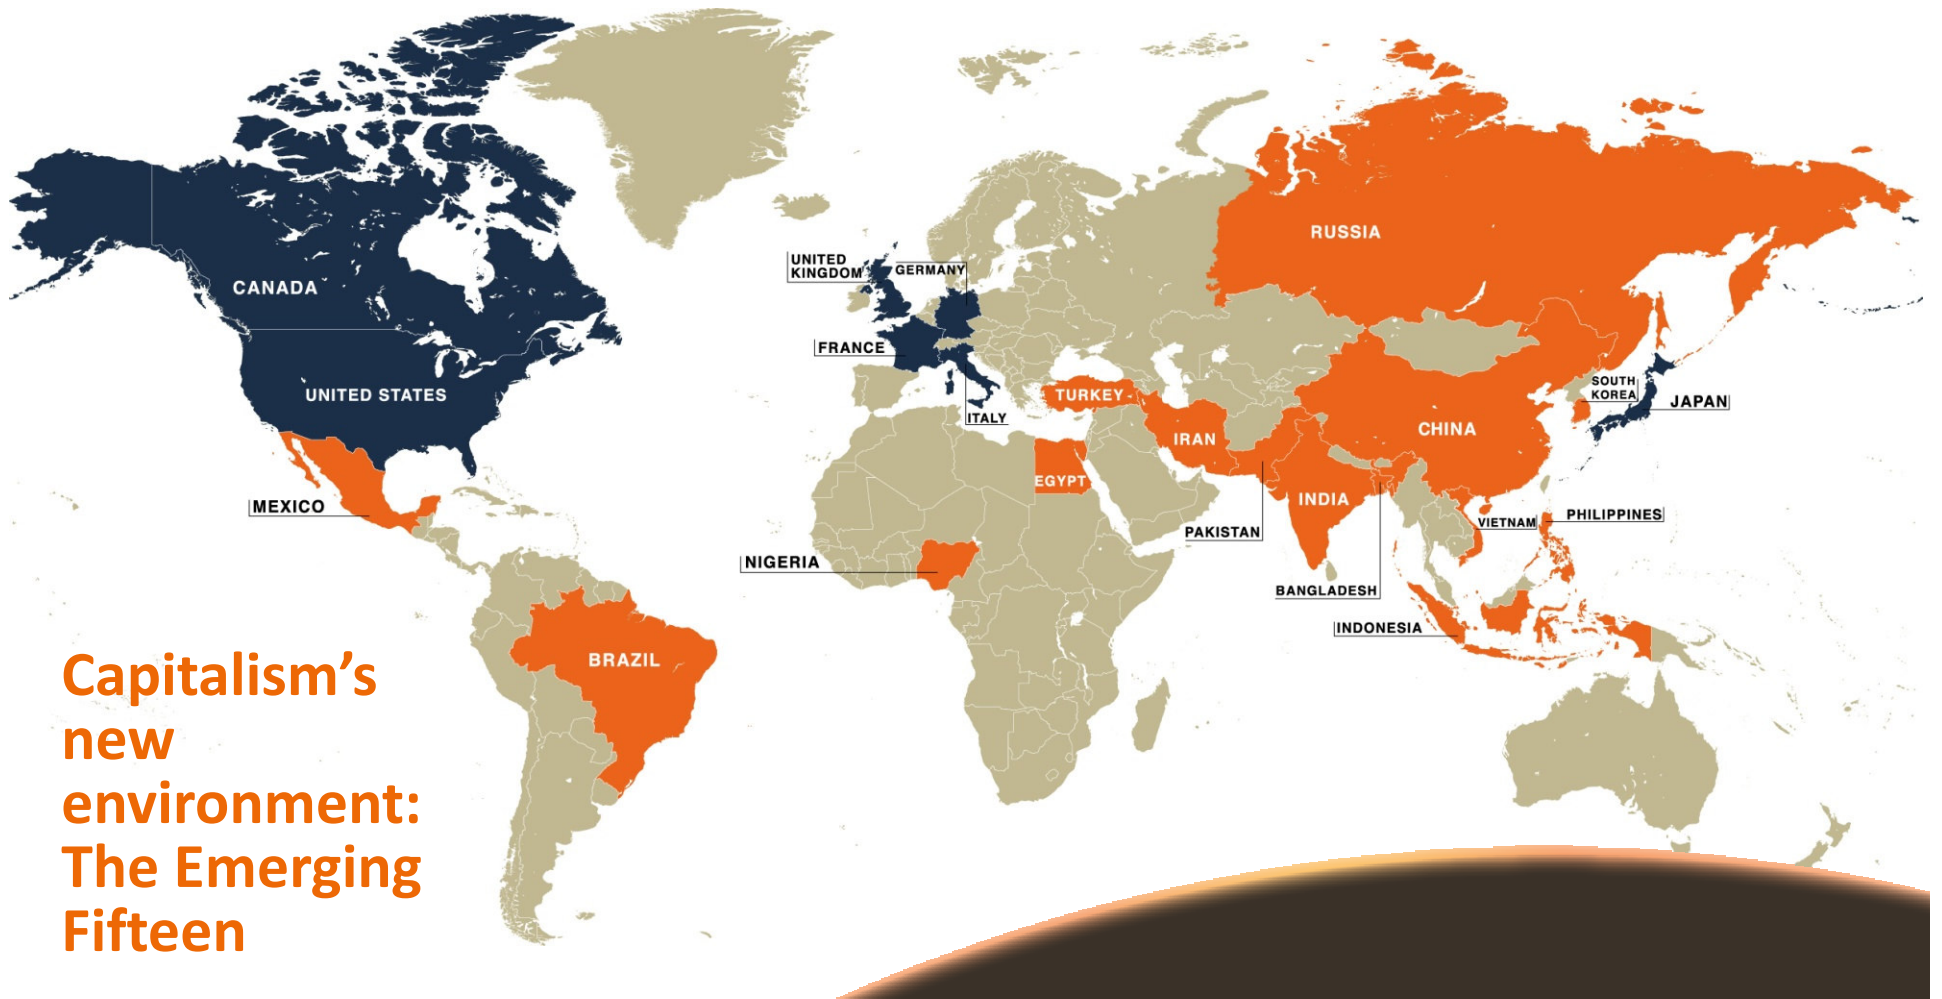 RUSSIA
UNITED
KINGDOM
GERMANY
CANADA
FRANCE
UNITED STATES
TURKEY
ITALY
SOUTH
KOREA
JAPAN
IRAN
CHINA
EGYPT
INDIA
MEXICO
PAKISTAN
VIETNAM
PHILIPPINES
NIGERIA
BANGLADESH
INDONESIA
BRAZIL
Capitalism’s
new
environment:
The Emerging
Fifteen